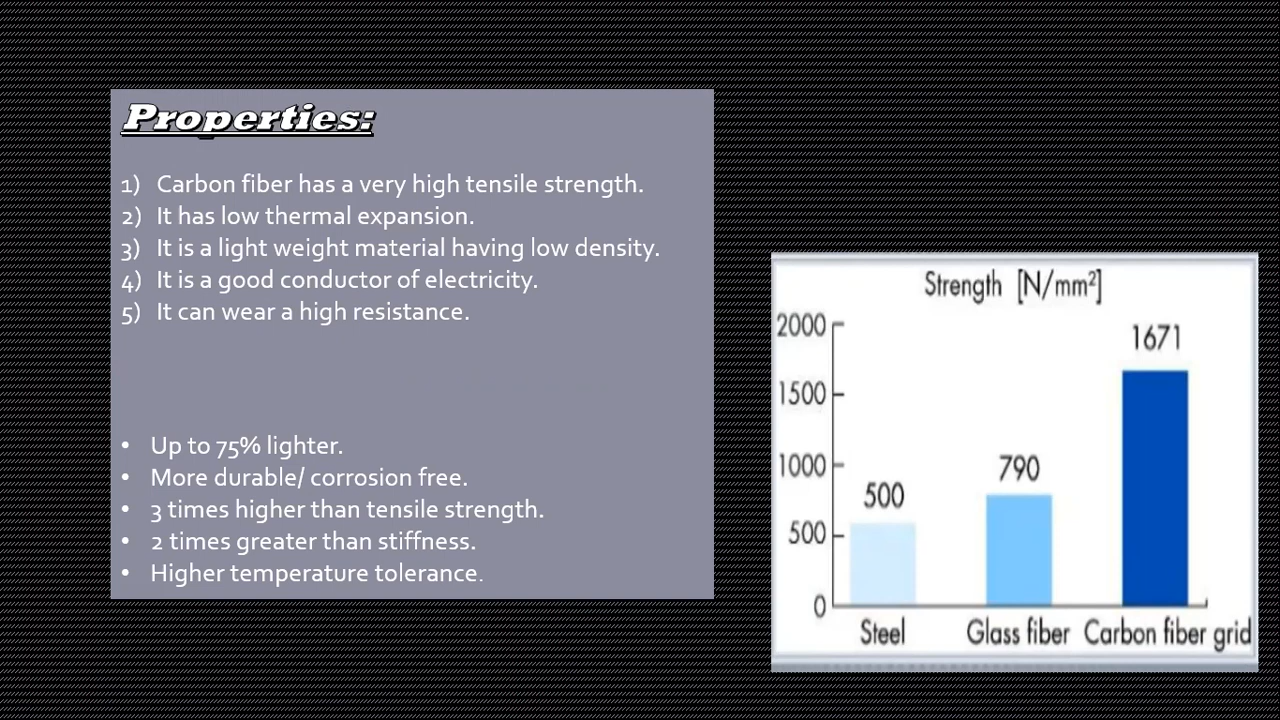 Properties:
1) Carbon fiber has a very high tensile strength.
2) It has low thermal expansion.
3) It is a light weight material having low density.
4) It is a good conductor of electricity.
5) It can wear a high resistance.
• Up to 75% lighter.
• More durable/ corrosion free.
• 3 times higher than tensile strength.
• 2 times greater than stiffness.
• Higher temperature tolerance.
Strength [N/mm²]
2000
1500
1000
500
0
500
790
1671
Steel
Glass fiber
Carbon fiber grid